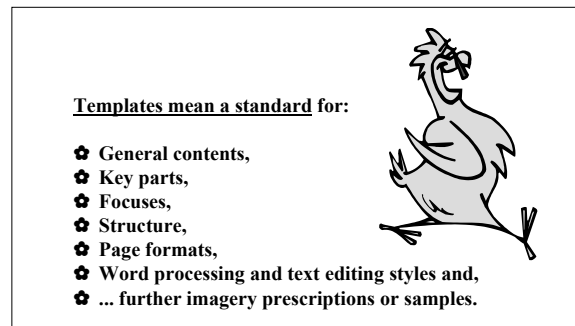 Templates mean a standard for:
✿ General contents,
✿ Key parts,
✿ Focuses,
✿ Structure,
✿ Page formats,
✿ Word processing and text editing styles and,
✿ ... further imagery prescriptions or samples.